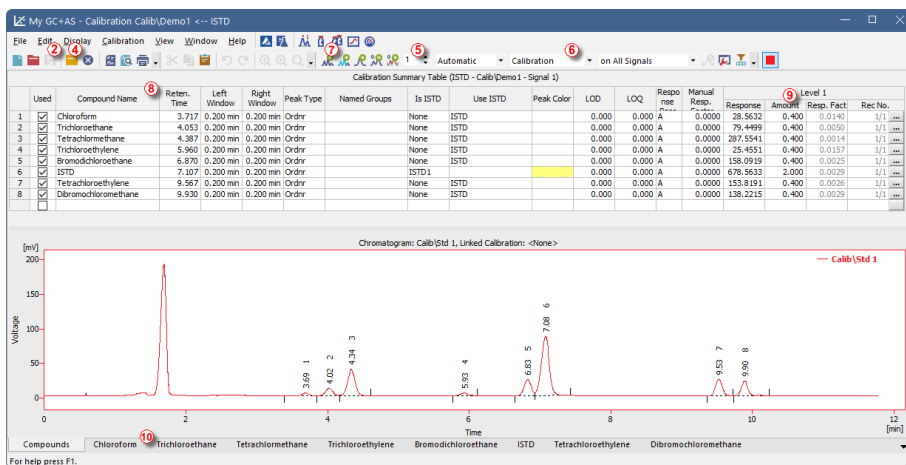 My GC+AS - Calibration Calib\Demo1 <-- ISTD
File Edit Display Calibration View Window Help
② ④ ⑦ ⑤ ⑥
1 Automatic Calibration on All Signals
Calibration Summary Table (ISTD - Calib\Demo1 - Signal 1)
⑧ ⑨
Used Compound Name Reten. Time Left Window Right Window Peak Type Named Groups Is ISTD Use ISTD Peak Color LOD LOQ Respo nse Manual Resp. Level 1
Response Amount Resp. Fact Rec No.
1 Chloroform 3.717 0.200 min 0.200 min Ordnr None ISTD 0.000 0.000 A 0.0000 28.5632 0.400 0.0140 1/1 ...
2 Trichloroethane 4.053 0.200 min 0.200 min Ordnr None ISTD 0.000 0.000 A 0.0000 79.4499 0.400 0.0050 1/1 ...
3 Tetrachlormethane 4.387 0.200 min 0.200 min Ordnr None ISTD 0.000 0.000 A 0.0000 287.5541 0.400 0.0014 1/1 ...
4 Trichloroethylene 5.960 0.200 min 0.200 min Ordnr None ISTD 0.000 0.000 A 0.0000 25.4551 0.400 0.0157 1/1 ...
5 Bromodichloroethane 6.870 0.200 min 0.200 min Ordnr None ISTD 0.000 0.000 A 0.0000 158.0919 0.400 0.0025 1/1 ...
6 ISTD 7.107 0.200 min 0.200 min Ordnr ISTD1 0.000 0.000 A 0.0000 678.5633 2.000 0.0029 1/1 ...
7 Tetrachloroethylene 9.567 0.200 min 0.200 min Ordnr None ISTD 0.000 0.000 A 0.0000 153.8191 0.400 0.0026 1/1 ...
8 Dibromochloromethane 9.930 0.200 min 0.200 min Ordnr None ISTD 0.000 0.000 A 0.0000 138.2215 0.400 0.0029 1/1 ...
Chromatogram: Calib\Std 1, Linked Calibration: <None>
[mV]
Calib\Std 1
200
150
100
50
0
Voltage
3.69 1
4.02 2
4.34 3
5.93 4
6.83 5
7.08 6
9.53 7
9.90 8
0 2 4 6 8 10 12
Time
[min]
⑩
Compounds Chloroform Trichloroethane Tetrachlormethane Trichloroethylene Bromodichloroethane ISTD Tetrachloroethylene Dibromochloromethane
For help press F1.